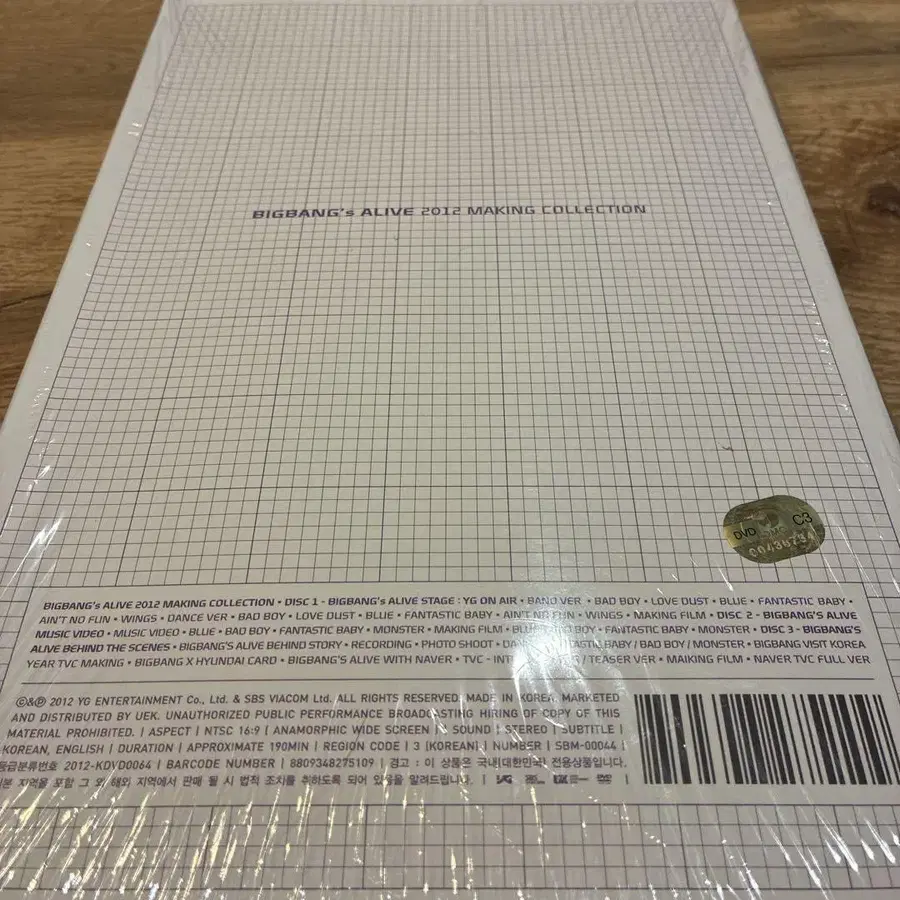 BIGBANG's ALIVE 2012 MAKING COLLECTION
DVD C3
00438734
BIGBANG's ALIVE 2012 MAKING COLLECTION • DISC 1 - BIGBANG's ALIVE STAGE : YG ON AIR • BAND VER • BAD BOY • LOVE DUST • BLUE • FANTASTIC BABY •
AIN'T NO FUN • WINGS • DANCE VER • BAD BOY • LOVE DUST • BLUE • FANTASTIC BABY • AIN'T NO FUN • WINGS • MAKING FILM • DISC 2 - BIGBANG's ALIVE
MUSIC VIDEO • MUSIC VIDEO • BLUE • BAD BOY • FANTASTIC BABY • MONSTER • MAKING FILM • BLUE BOY • FANTASTIC BABY • MONSTER • DISC 3 - BIGBANG's
ALIVE BEHIND THE SCENES • BIGBANG's ALIVE BEHIND STORY • RECORDING • PHOTO SHOOT • BABY / BAD BOY / MONSTER • BIGBANG VISIT KOREA
YEAR TVC MAKING • BIGBANG X HYUNDAI CARD • BIGBANG's ALIVE WITH NAVER • TVC - / TEASER VER • MAIKING FILM • NAVER TVC FULL VER
©&℗ 2012 YG ENTERTAINMENT Co., Ltd. & SBS VIACOM Ltd. ALL RIGHTS RESERVED. MADE IN KOREA. MARKETED
AND DISTRIBUTED BY UEK. UNAUTHORIZED PUBLIC PERFORMANCE BROADCASTING HIRING OF COPY OF THIS
MATERIAL PROHIBITED. | ASPECT | NTSC 16:9 | ANAMORPHIC WIDE SCREEN | SOUND | STEREO | SUBTITLE |
KOREAN, ENGLISH | DURATION | APPROXIMATE 190MIN | REGION CODE | 3 [KOREAN] | NUMBER | SBM-00044 |
등급분류번호 2012-KDVD0064 | BARCODE NUMBER | 8809348275109 | 경고 : 이 상품은 국내(대한민국) 전용상품입니다.
일본 지역을 포함 그 외 해외 지역에서 판매 될 시 법적 조치를 취하도록 되어 있음을 알려드립니다. | YG